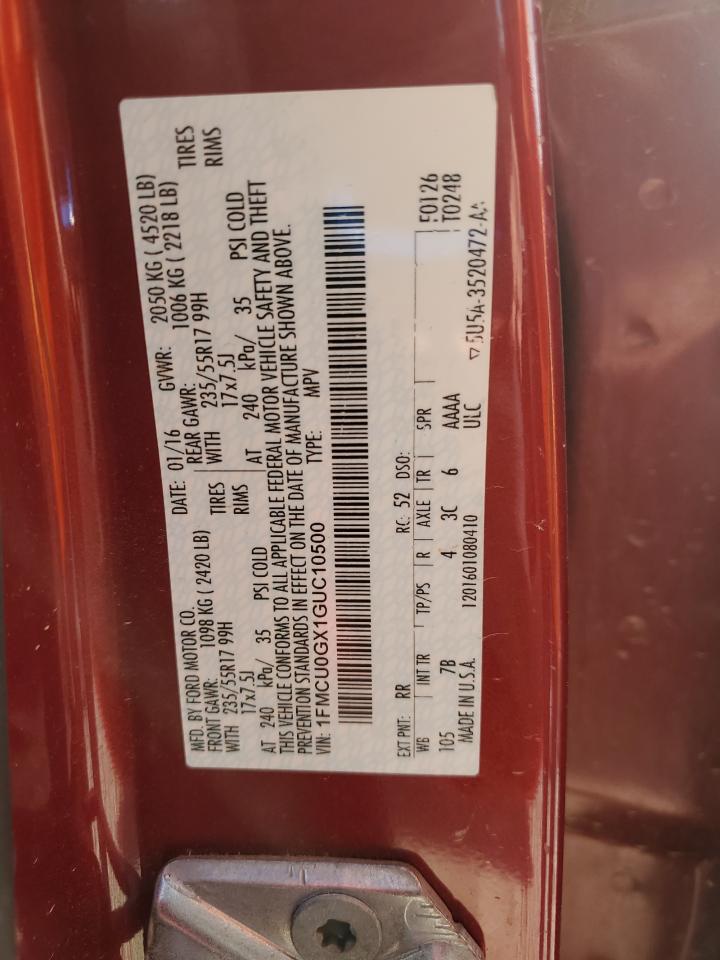 MFD. BY FORD MOTOR CO. DATE: 01/16 GVWR: 2050 KG ( 4520 LB)
FRONT GAWR: 1098 KG ( 2420 LB) REAR GAWR: 1006 KG ( 2218 LB)
WITH 235/55R17 99H TIRES WITH 235/55R17 99H TIRES
17x7.5J RIMS 17x7.5J RIMS
AT 240 kPa/ 35 PSI COLD AT 240 kPa/ 35 PSI COLD
THIS VEHICLE CONFORMS TO ALL APPLICABLE FEDERAL MOTOR VEHICLE SAFETY AND THEFT
PREVENTION STANDARDS IN EFFECT ON THE DATE OF MANUFACTURE SHOWN ABOVE.
VIN: 1FMCU0GX1GUC10500 TYPE: MPV
EXT PNT: RR RC: 52 DSO: F0126
WB INT TR TP/PS R AXLE TR SPR T0248
105 7B 4 3C 6 AAAA
MADE IN U.S.A. 1201601080410 ULC ▽5U5A-3520472-AA